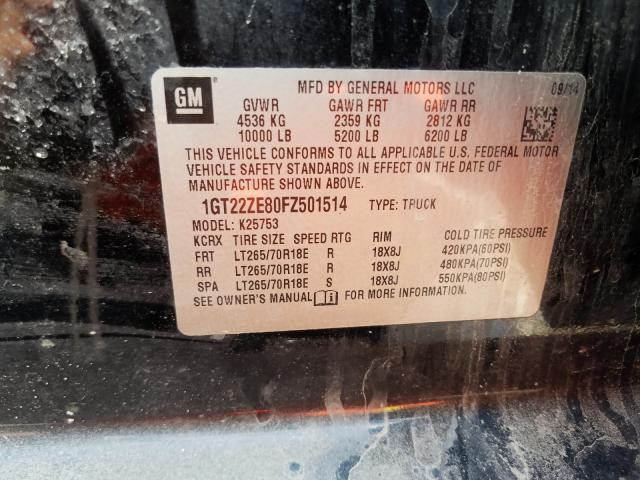 GM
MFD BY GENERAL MOTORS LLC 09/14
GVWR GAWR FRT GAWR RR
4536 KG 2359 KG 2812 KG
10000 LB 5200 LB 6200 LB
THIS VEHICLE CONFORMS TO ALL APPLICABLE U.S. FEDERAL MOTOR
VEHICLE SAFETY STANDARDS IN EFFECT ON THE DATE OF
MANUFACTURE SHOWN ABOVE.
1GT22ZE80FZ501514 TYPE: TRUCK
MODEL: K25753
KCRX TIRE SIZE SPEED RTG RIM COLD TIRE PRESSURE
FRT LT265/70R18E R 18X8J 420KPA(60PSI)
RR LT265/70R18E R 18X8J 480KPA(70PSI)
SPA LT265/70R18E S 18X8J 550KPA(80PSI)
SEE OWNER'S MANUAL FOR MORE INFORMATION.